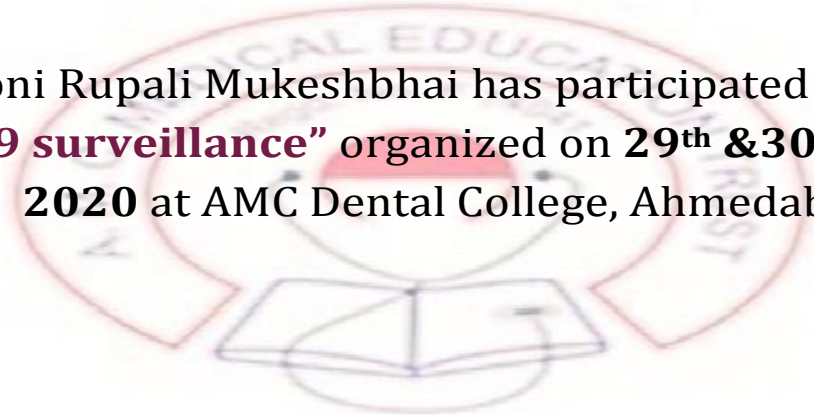 oni Rupali Mukeshbhai has participated
9 surveillance” organized on 29th &30
2020 at AMC Dental College, Ahmedab